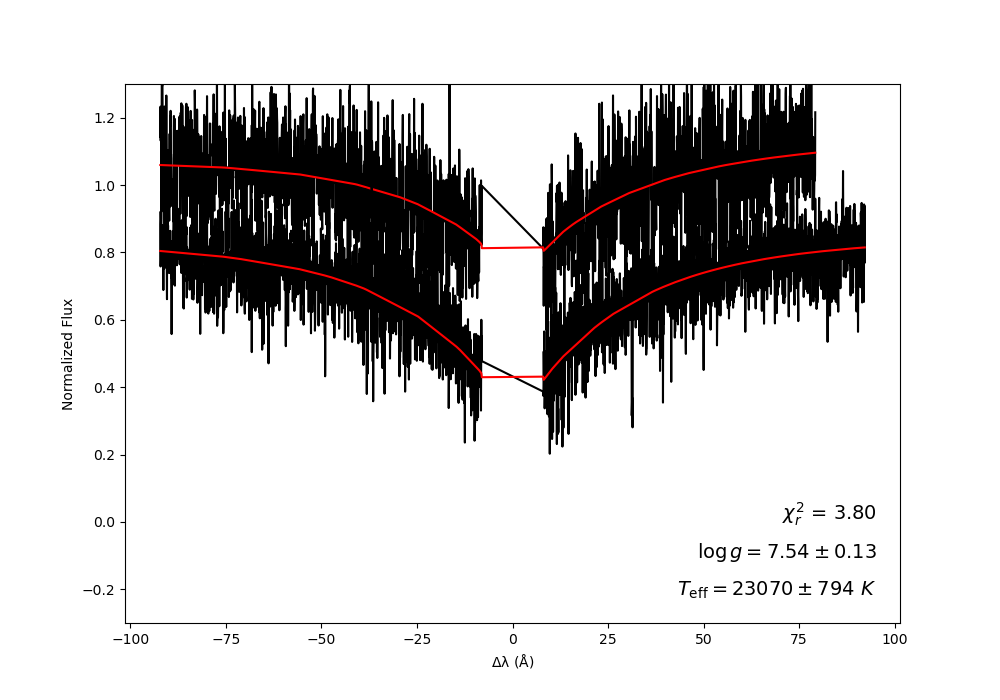 1.2
1.0
0.8
0.6
0.4
0.2
0.0
−0.2
Normalized Flux
χ²ᵣ = 3.80
log g = 7.54 ± 0.13
T_eff = 23070 ± 794 K
−100 −75 −50 −25 0 25 50 75 100
Δλ (Å)